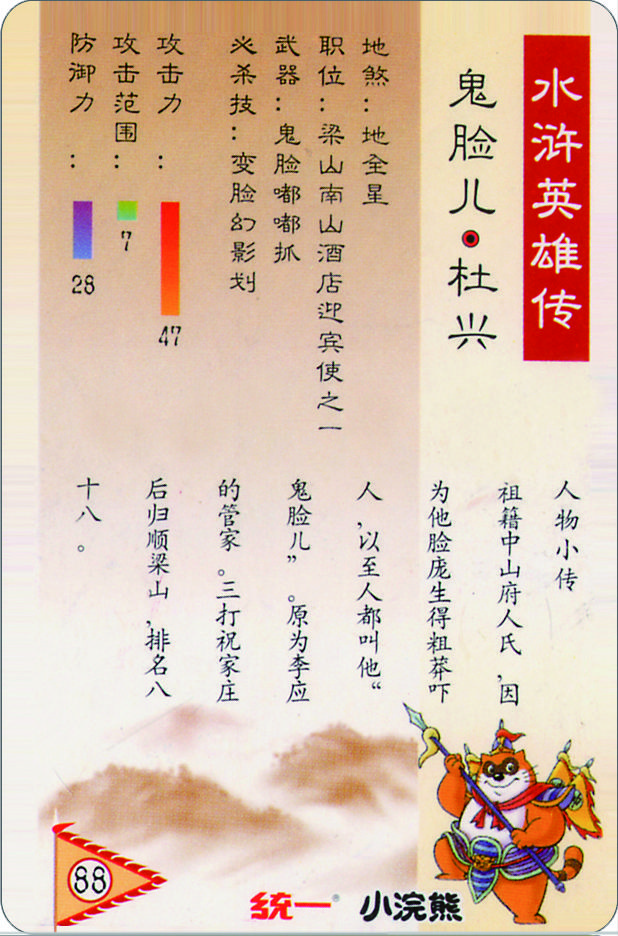 水浒英雄传
鬼脸儿·杜兴
地煞：地全星
职位：梁山南山酒店迎宾使之一
武器：鬼脸嘟嘟抓
必杀技：变脸幻影划
攻击力：
47
攻击范围：
7
防御力：
28
人物小传
祖籍中山府人氏，因
为他脸庞生得粗莽吓
人，以至人都叫他“
鬼脸儿”。原为李应
的管家。三打祝家庄
后归顺梁山，排名八
十八。
88
统一® 小浣熊